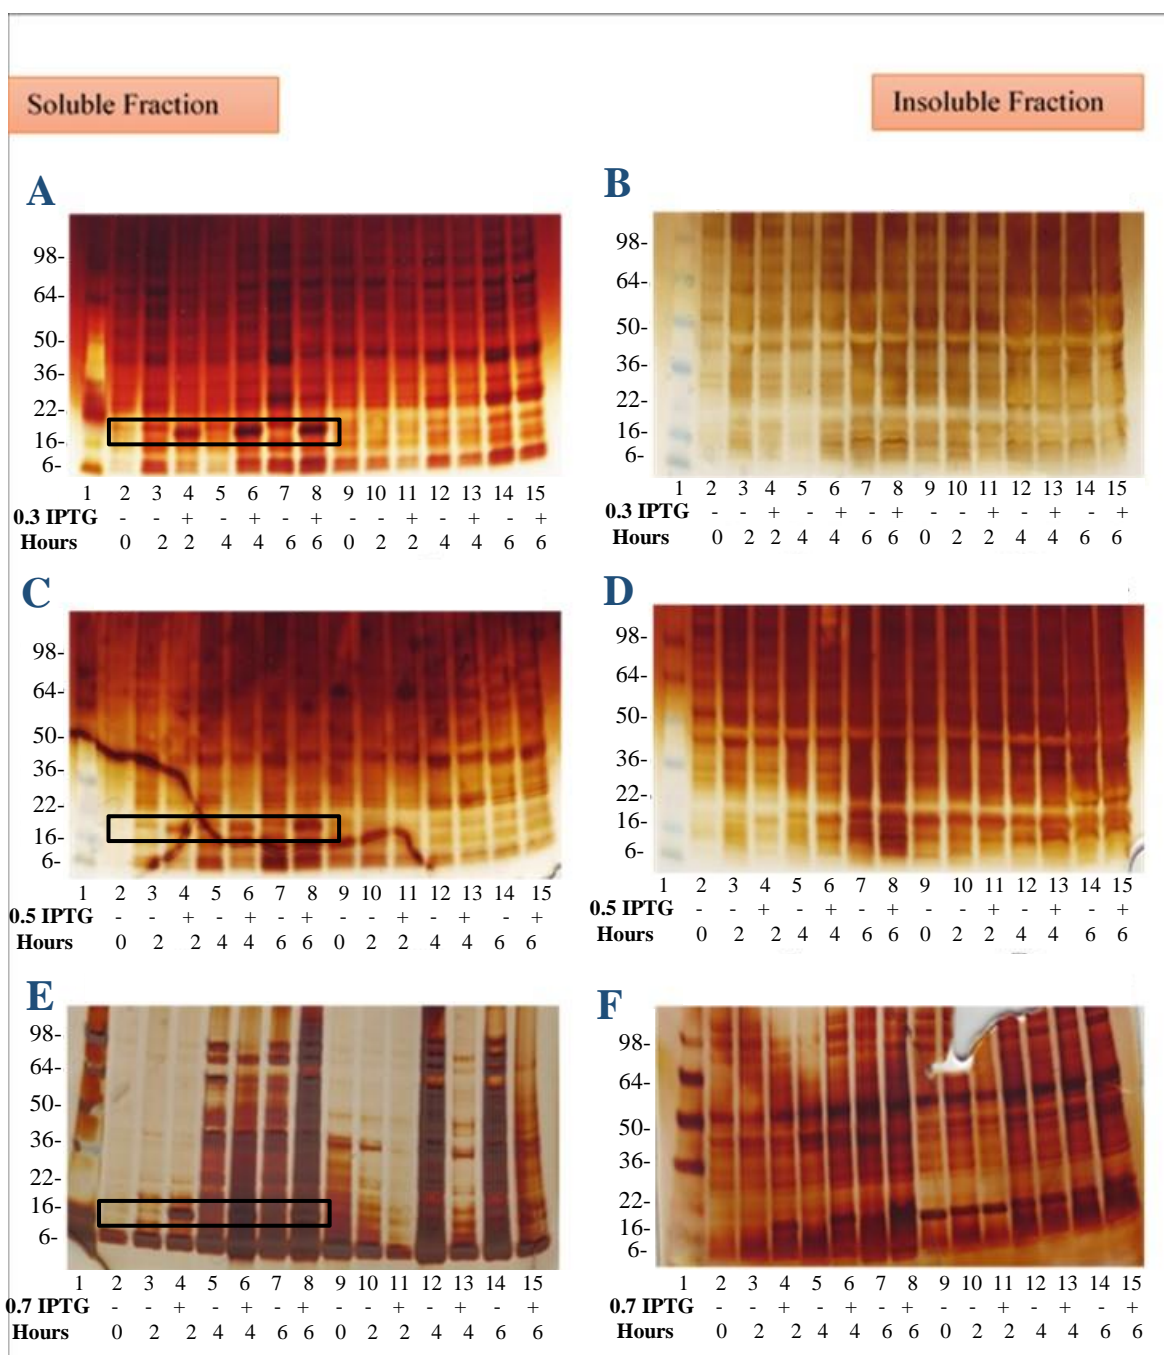 Soluble Fraction
Insoluble Fraction
A
98-
64-
50-
36-
22-
16-
6-
1 2 3 4 5 6 7 8 9 10 11 12 13 14 15
0.3 IPTG - - + - + - + - - + - + - +
Hours 0 2 2 4 4 6 6 0 2 2 4 4 6 6
B
98-
64-
50-
36-
22-
16-
6-
1 2 3 4 5 6 7 8 9 10 11 12 13 14 15
0.3 IPTG - - + - + - + - - + - + - +
Hours 0 2 2 4 4 6 6 0 2 2 4 4 6 6
C
98-
64-
50-
36-
22-
16-
6-
1 2 3 4 5 6 7 8 9 10 11 12 13 14 15
0.5 IPTG - - + - + - + - - + - + - +
Hours 0 2 2 4 4 6 6 0 2 2 4 4 6 6
D
98-
64-
50-
36-
22-
16-
6-
1 2 3 4 5 6 7 8 9 10 11 12 13 14 15
0.5 IPTG - - + - + - + - - + - + - +
Hours 0 2 2 4 4 6 6 0 2 2 4 4 6 6
E
98-
64-
50-
36-
22-
16-
6-
1 2 3 4 5 6 7 8 9 10 11 12 13 14 15
0.7 IPTG - - + - + - + - - + - + - +
Hours 0 2 2 4 4 6 6 0 2 2 4 4 6 6
F
98-
64-
50-
36-
22-
16-
6-
1 2 3 4 5 6 7 8 9 10 11 12 13 14 15
0.7 IPTG - - + - + - + - - + - + - +
Hours 0 2 2 4 4 6 6 0 2 2 4 4 6 6